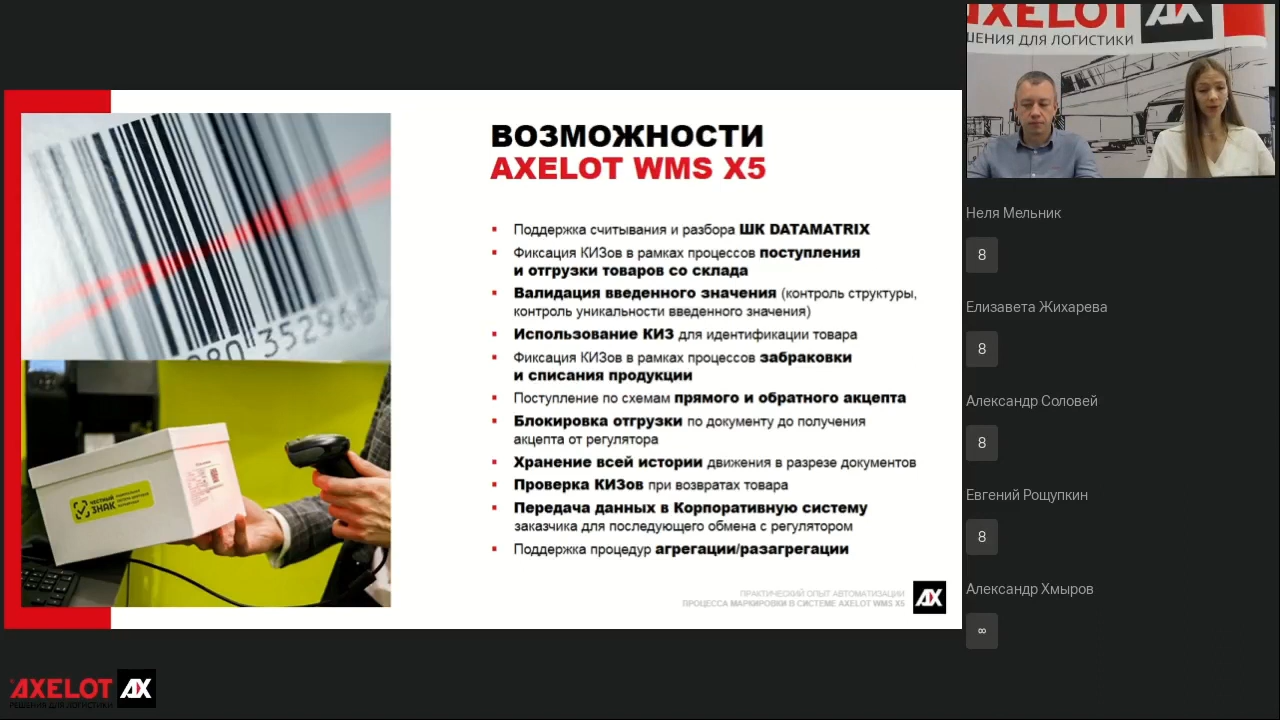 ВОЗМОЖНОСТИ
AXELOT WMS X5
Поддержка считывания и разбора ШК DATAMATRIX
Фиксация КИЗов в рамках процессов поступления
и отгрузки товаров со склада
Валидация введенного значения (контроль структуры,
контроль уникальности введенного значения)
Использование КИЗ для идентификации товара
Фиксация КИЗов в рамках процессов забраковки
и списания продукции
Поступление по схемам прямого и обратного акцепта
Блокировка отгрузки по документу до получения
акцепта от регулятора
Хранение всей истории движения в разрезе документов
Проверка КИЗов при возвратах товара
Передача данных в Корпоративную систему
заказчика для последующего обмена с регулятором
Поддержка процедур агрегации/разагрегации
ПРАКТИЧЕСКИЙ ОПЫТ АВТОМАТИЗАЦИИ
ПРОЦЕССА МАРКИРОВКИ В СИСТЕМЕ AXELOT WMS X5
AX
ЧЕСТНЫЙ
ЗНАК
AXELOT AX
РЕШЕНИЯ ДЛЯ ЛОГИСТИКИ
AXELOT AX
ШЕНИЯ ДЛЯ ЛОГИСТИКИ
Неля Мельник
8
Елизавета Жихарева
8
Александр Соловей
8
Евгений Рощупкин
8
Александр Хмыров
8